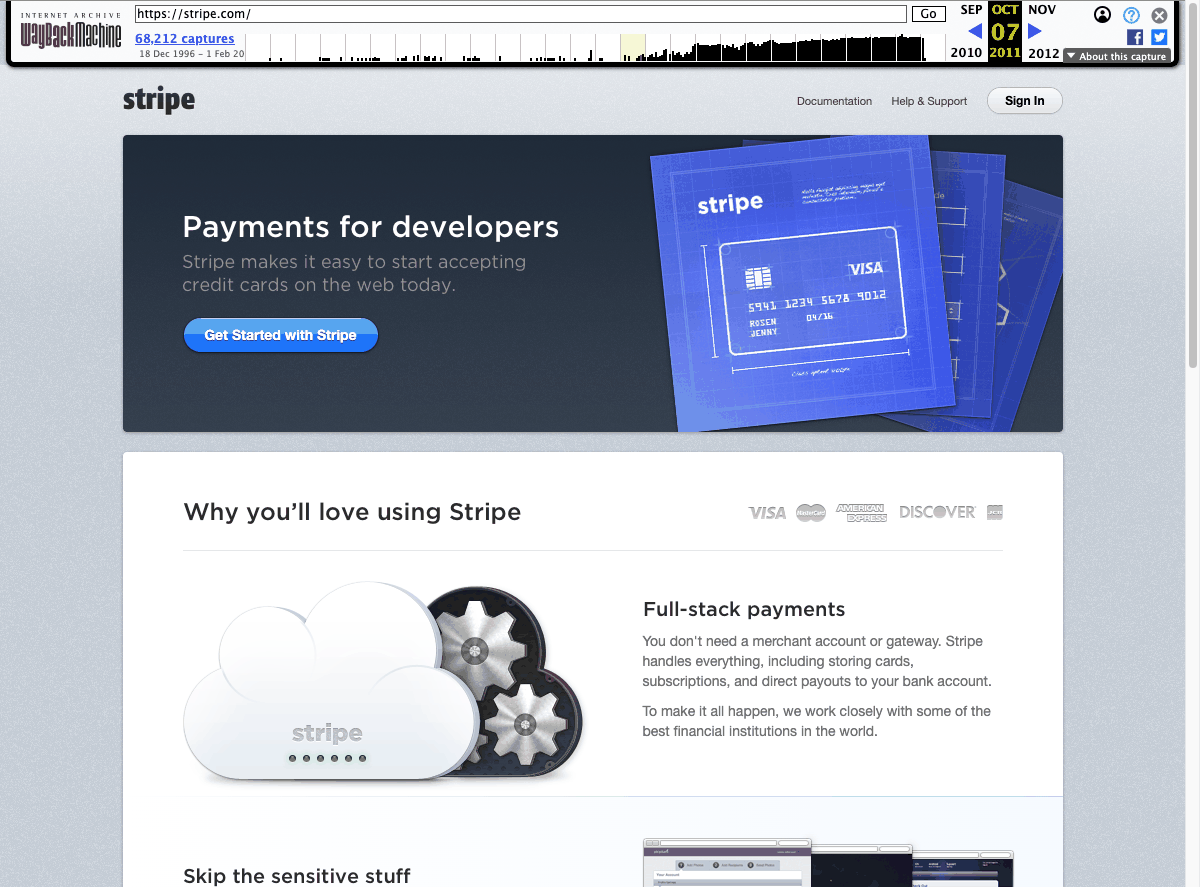 INTERNET ARCHIVE
WayBackMachine
https://stripe.com/
Go
68,212 captures
18 Dec 1996 – 1 Feb 20
SEP OCT NOV
07
2010 2011 2012
About this capture
stripe
Documentation Help & Support Sign In
Payments for developers
Stripe makes it easy to start accepting
credit cards on the web today.
Get Started with Stripe
stripe
VISA
5941 1234 5678 9012
ROSEN 04/16
JENNY
Why you’ll love using Stripe
VISA MasterCard AMERICAN EXPRESS DISCOVER
Full-stack payments
You don't need a merchant account or gateway. Stripe
handles everything, including storing cards,
subscriptions, and direct payouts to your bank account.
To make it all happen, we work closely with some of the
best financial institutions in the world.
stripe
Skip the sensitive stuff